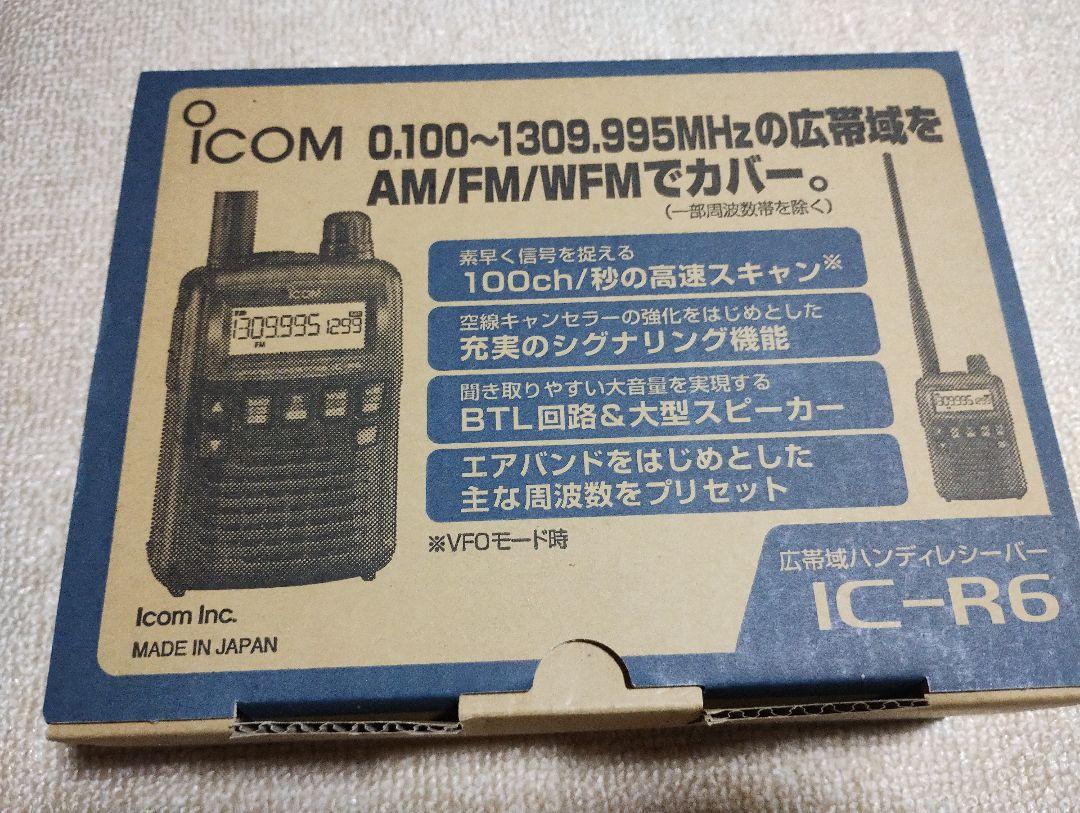 iCOM
0.100～1309.995MHzの広帯域を
AM/FM/WFMでカバー。
(一部周波数帯を除く)
素早く信号を捉える
100ch/秒の高速スキャン※
空線キャンセラーの強化をはじめとした
充実のシグナリング機能
聞き取りやすい大音量を実現する
BTL回路&大型スピーカー
エアバンドをはじめとした
主な周波数をプリセット
※VFOモード時
iCOM
1309.995 1299
FM
Icom Inc.
MADE IN JAPAN
広帯域ハンディレシーバー
IC-R6